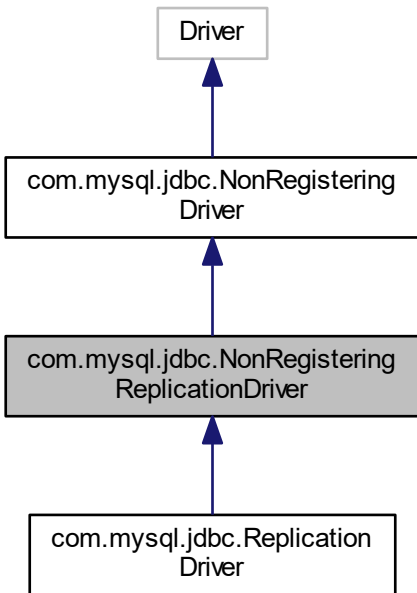 Driver
com.mysql.jdbc.NonRegistering
Driver
com.mysql.jdbc.NonRegistering
ReplicationDriver
com.mysql.jdbc.Replication
Driver